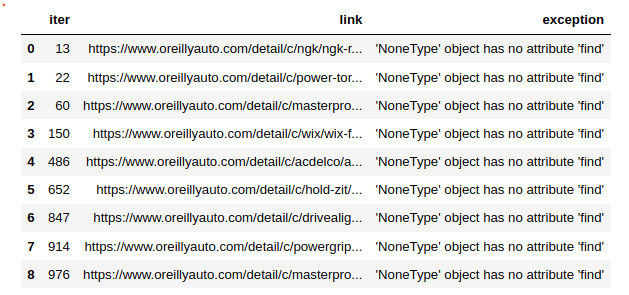 iter link exception
0 13 https://www.oreillyauto.com/detail/c/ngk/ngk-r... 'NoneType' object has no attribute 'find'
1 22 https://www.oreillyauto.com/detail/c/power-tor... 'NoneType' object has no attribute 'find'
2 60 https://www.oreillyauto.com/detail/c/masterpro... 'NoneType' object has no attribute 'find'
3 150 https://www.oreillyauto.com/detail/c/wix/wix-f... 'NoneType' object has no attribute 'find'
4 486 https://www.oreillyauto.com/detail/c/acdelco/a... 'NoneType' object has no attribute 'find'
5 652 https://www.oreillyauto.com/detail/c/hold-zit/... 'NoneType' object has no attribute 'find'
6 847 https://www.oreillyauto.com/detail/c/drivealig... 'NoneType' object has no attribute 'find'
7 914 https://www.oreillyauto.com/detail/c/powergrip... 'NoneType' object has no attribute 'find'
8 976 https://www.oreillyauto.com/detail/c/masterpro... 'NoneType' object has no attribute 'find'